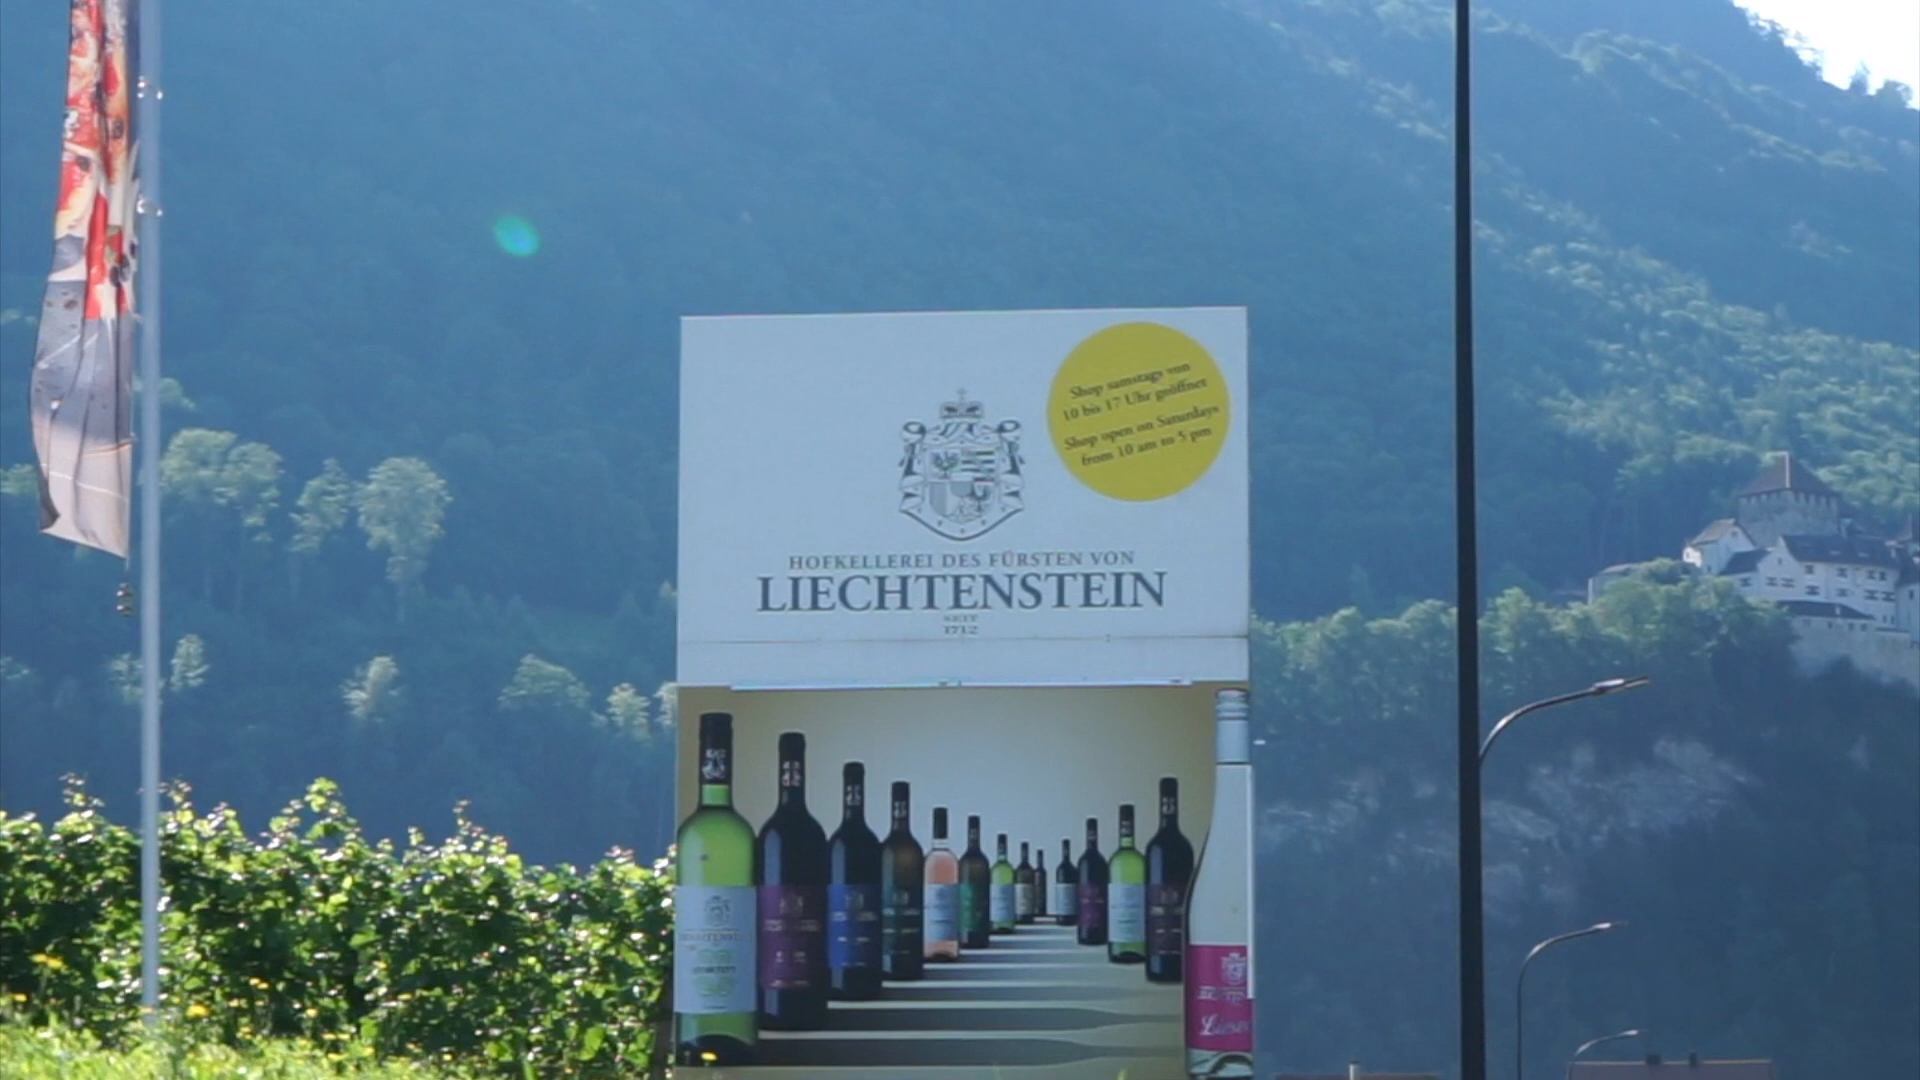 Shop samstags von
10 bis 17 Uhr geöffnet
Shop open on Saturdays
from 10 am to 5 pm
HOFKELLEREI DES FÜRSTEN VON
LIECHTENSTEIN
SEIT
1712